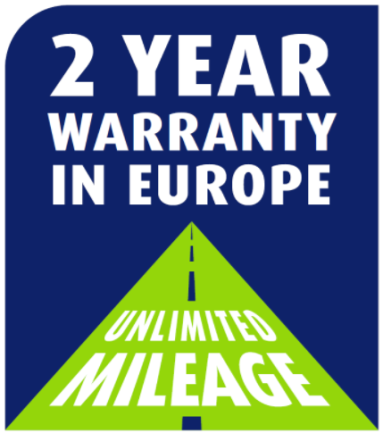 2 YEAR
WARRANTY
IN EUROPE
UNLIMITED
MILEAGE